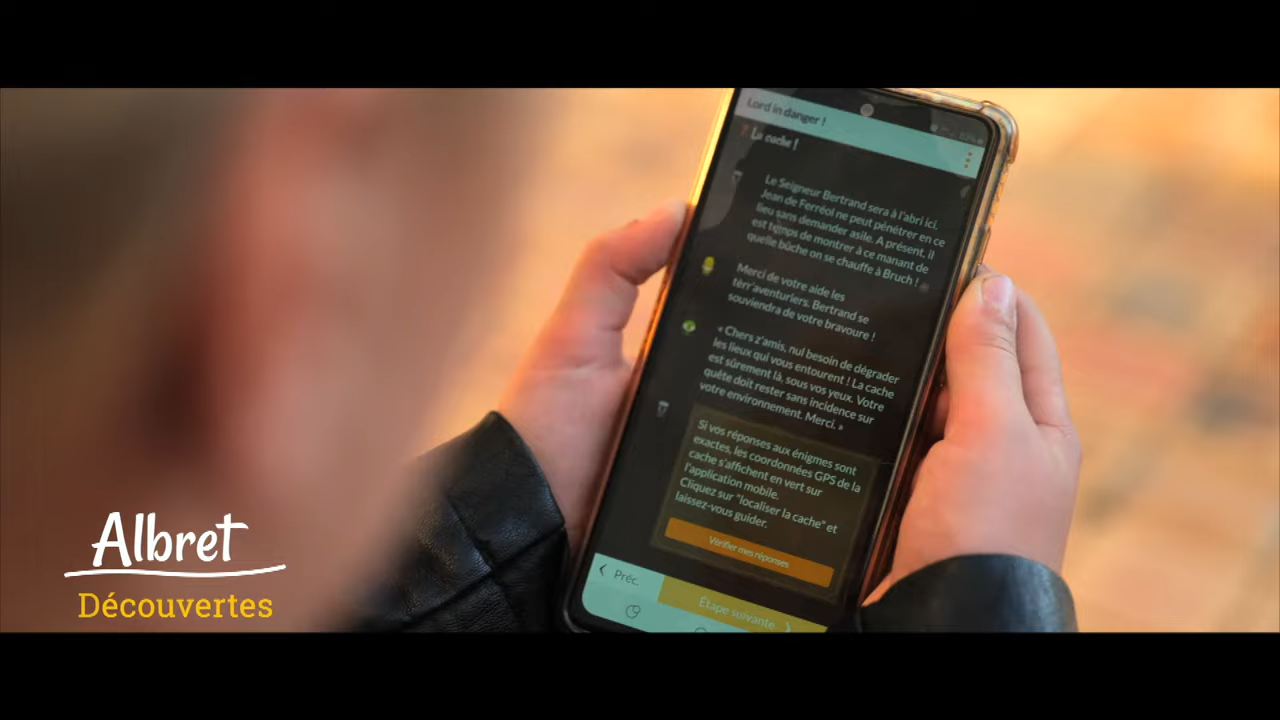 Lord in danger !
La cache !
Le Seigneur Bertrand sera à l'abri ici.
Jean de Ferréol ne peut pénétrer en ce
lieu sans demander asile. A présent, il
est temps de montrer à ce manant de
quelle bûche on se chauffe à Bruch !
Merci de votre aide les
tèrr'aventuriers. Bertrand se
souviendra de votre bravoure !
« Chers z'amis, nul besoin de dégrader
les lieux qui vous entourent ! La cache
est sûrement là, sous vos yeux. Votre
quête doit rester sans incidence sur
votre environnement. Merci. »
Si vos réponses aux énigmes sont
exactes, les coordonnées GPS de la
cache s'affichent en vert sur
l'application mobile.
Cliquez sur "localiser la cache" et
laissez-vous guider.
Vérifier mes réponses
Préc.
Étape suivante
Albret
Découvertes